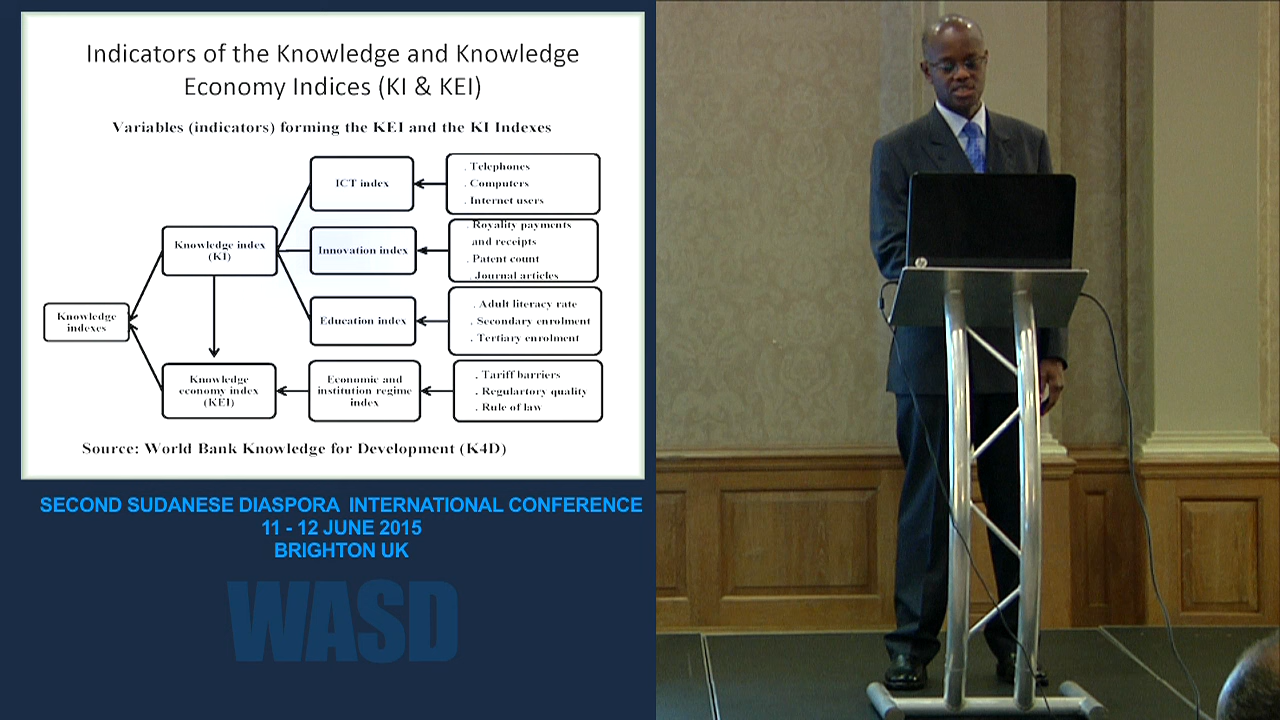 Indicators of the Knowledge and Knowledge
Economy Indices (KI & KEI)
Variables (indicators) forming the KEI and the KI Indexes
ICT index
. Telephones
. Computers
. Internet users
Knowledge index
(KI)
Innovation index
. Royality payments
and receipts
. Patent count
. Journal articles
Knowledge
indexes
Education index
. Adult literacy rate
. Secondary enrolment
. Tertiary enrolment
Knowledge
economy index
(KEI)
Economic and
institution regime
index
. Tariff barriers
. Regulartory quality
. Rule of law
Source: World Bank Knowledge for Development (K4D)
SECOND SUDANESE DIASPORA INTERNATIONAL CONFERENCE
11 - 12 JUNE 2015
BRIGHTON UK
WASD
hp